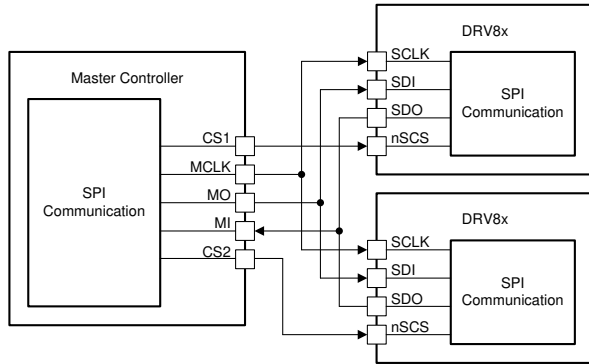 Master Controller
SPI
Communication
CS1
MCLK
MO
MI
CS2
DRV8x
SCLK
SDI
SDO
nSCS
SPI
Communication
DRV8x
SCLK
SDI
SDO
nSCS
SPI
Communication